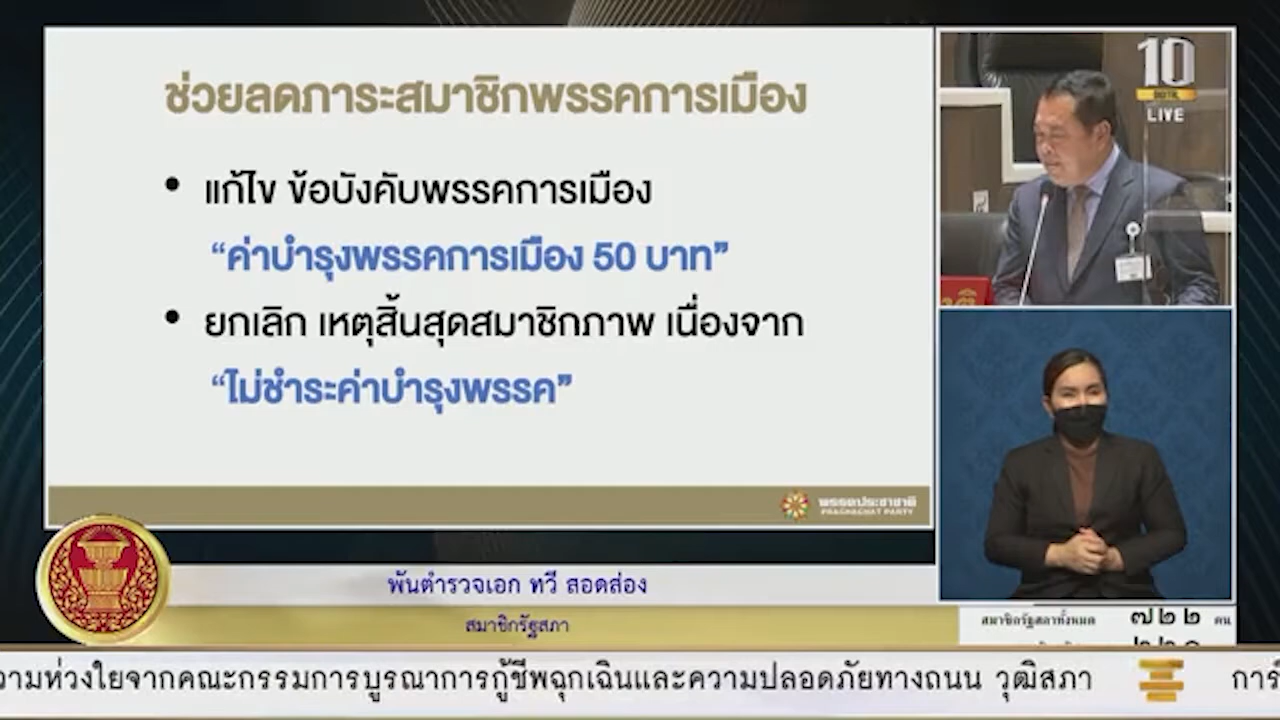 ช่วยลดภาระสมาชิกพรรคการเมือง
• แก้ไข ข้อบังคับพรรคการเมือง
“ค่าบำรุงพรรคการเมือง 50 บาท”
• ยกเลิก เหตุสิ้นสุดสมาชิกภาพ เนื่องจาก
“ไม่ชำระค่าบำรุงพรรค”
พรรคประชาชาติ
PRACHACHAT PARTY
10
LIVE
พันตำรวจเอก ทวี สอดส่อง
สมาชิกรัฐสภา
สมาชิกรัฐสภาทั้งหมด ๗๒๒ คน
วามห่วงใยจากคณะกรรมการบูรณาการกู้ชีพฉุกเฉินและความปลอดภัยทางถนน วุฒิสภา